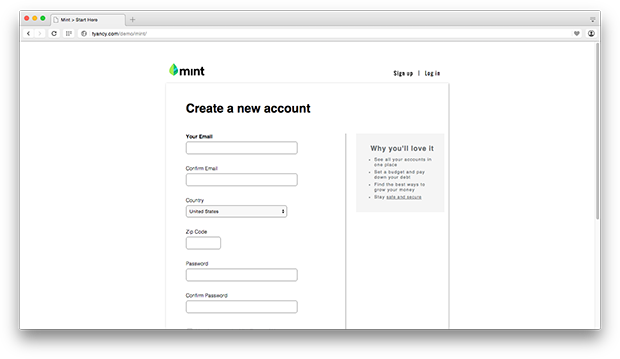 Mint > Start Here
tyancy.com/demo/mint/
mint
Sign up | Log in
Create a new account
Your Email
Confirm Email
Country
United States
Zip Code
Password
Confirm Password
Why you'll love it
See all your accounts in
one place
Set a budget and pay
down your debt
Find the best ways to
grow your money
Stay safe and secure